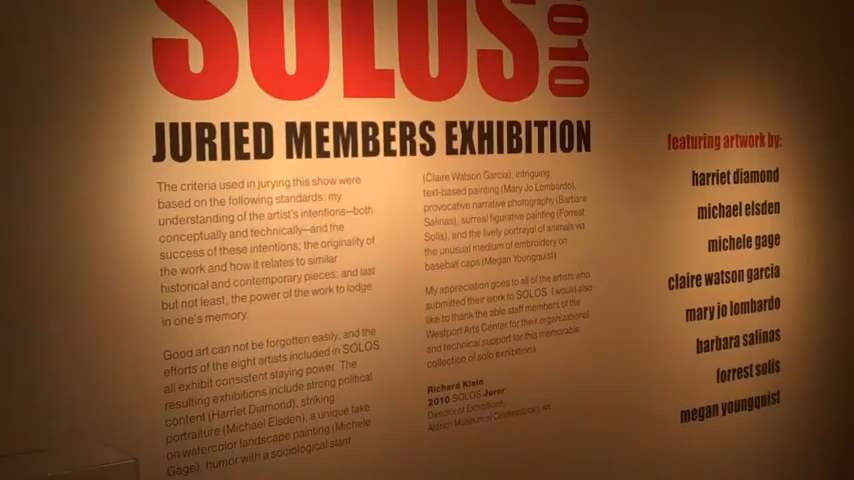 SOLOS
2010
JURIED MEMBERS EXHIBITION
The criteria used in jurying this show were
based on the following standards: my
understanding of the artist's intentions—both
conceptually and technically—and the
success of these intentions; the originality of
the work and how it relates to similar
historical and contemporary pieces; and last
but not least, the power of the work to lodge
in one's memory.
Good art can not be forgotten easily, and the
efforts of the eight artists included in SOLOS
all exhibit consistent staying power. The
resulting exhibitions include strong political
content (Harriet Diamond), striking
portraiture (Michael Elsden), a unique take
on watercolor landscape painting (Michele
Gage), humor with a sociological slant
(Claire Watson Garcia), intriguing,
text-based painting (Mary Jo Lombardo),
provocative narrative photography (Barbara
Salinas), surreal figurative painting (Forrest
Solis), and the lively portrayal of animals via
the unusual medium of embroidery on
baseball caps (Megan Youngquist)
My appreciation goes to all of the artists who
submitted their work to SOLOS. I would also
like to thank the able staff members of the
Westport Arts Center for their organizational
and technical support for this memorable
collection of solo exhibitions.
Richard Klein
2010 SOLOS Juror
Director of Exhibitions,
Aldrich Museum of Contemporary Art
featuring artwork by:
harriet diamond
michael elsden
michele gage
claire watson garcia
mary jo lombardo
barbara salinas
forrest solis
megan youngquist